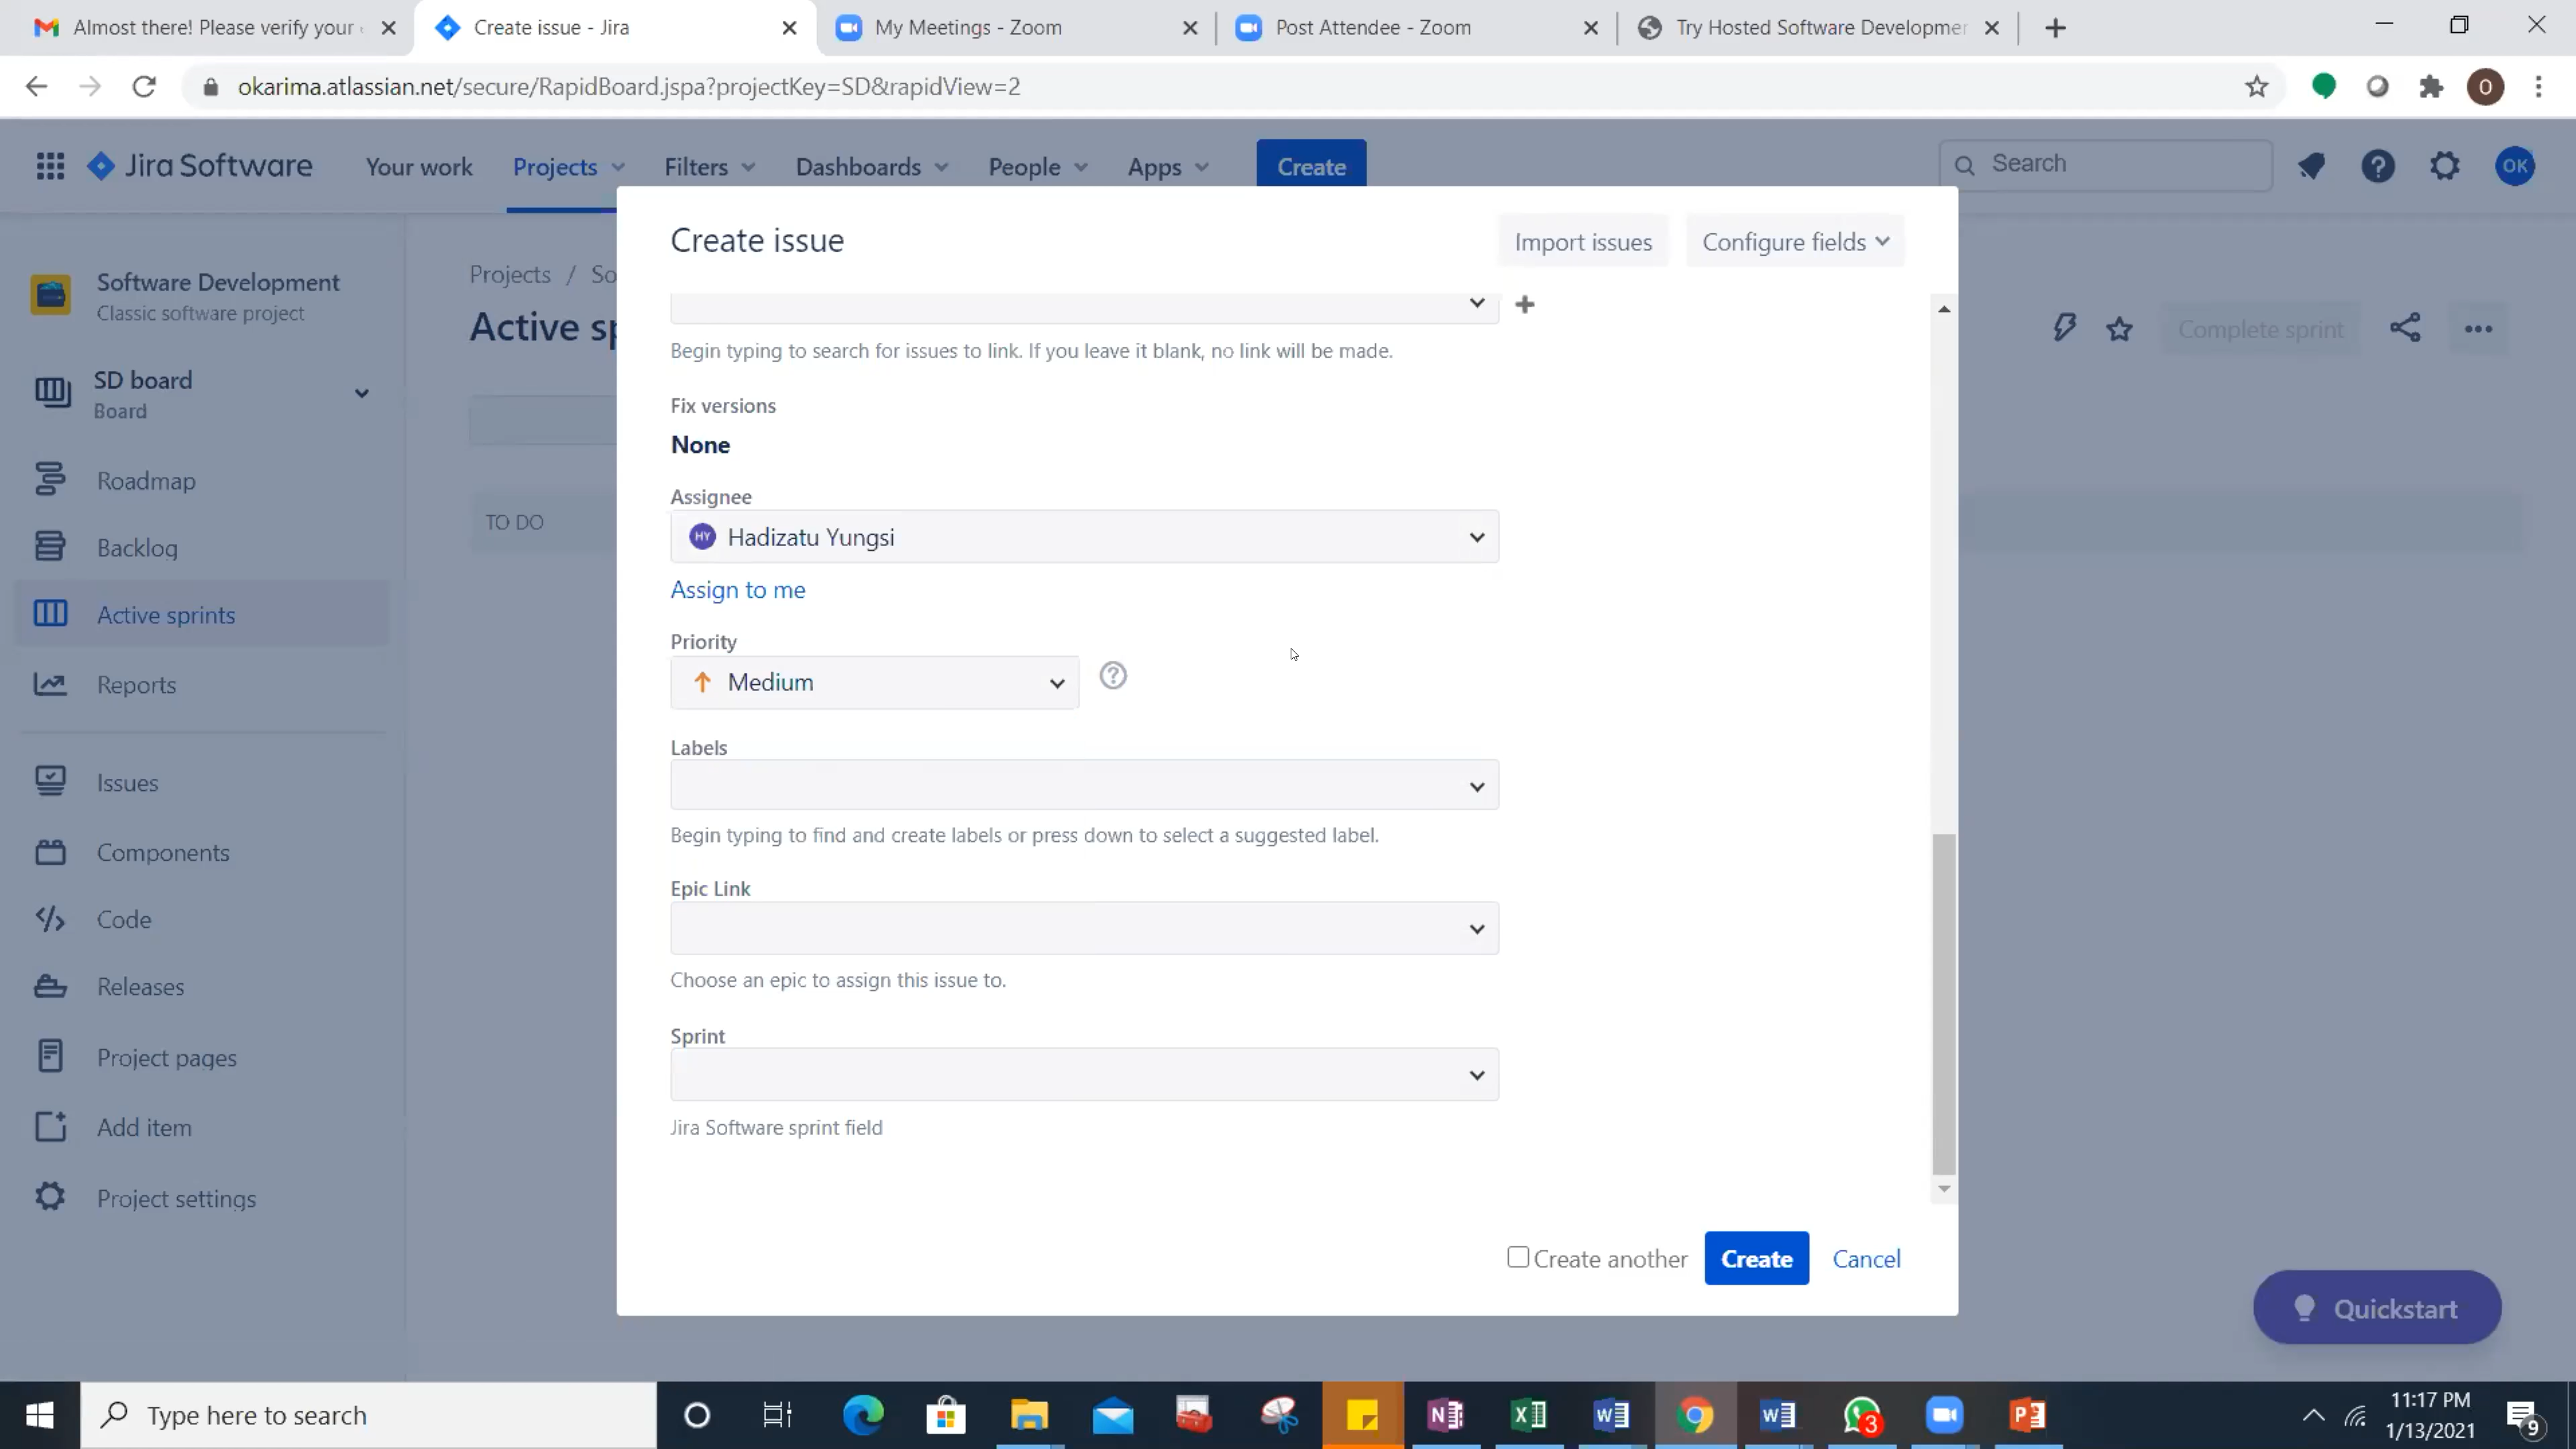 Almost there! Please verify your
Create issue - Jira
My Meetings - Zoom
Post Attendee - Zoom
Try Hosted Software Developmen
okarima.atlassian.net/secure/RapidBoard.jspa?projectKey=SD&rapidView=2
O
Jira Software
Your work
Projects
Filters
Dashboards
People
Apps
Create
Search
OK
Software Development
Classic software project
SD board
Board
Roadmap
Backlog
Active sprints
Reports
Issues
Components
Code
Releases
Project pages
Add item
Project settings
Projects / So
Active sp
TO DO
Complete sprint
Create issue
Import issues
Configure fields
Begin typing to search for issues to link. If you leave it blank, no link will be made.
Fix versions
None
Assignee
HY Hadizatu Yungsi
Assign to me
Priority
Medium
Labels
Begin typing to find and create labels or press down to select a suggested label.
Epic Link
Choose an epic to assign this issue to.
Sprint
Jira Software sprint field
Create another
Create
Cancel
Quickstart
Type here to search
3
11:17 PM
1/13/2021
9